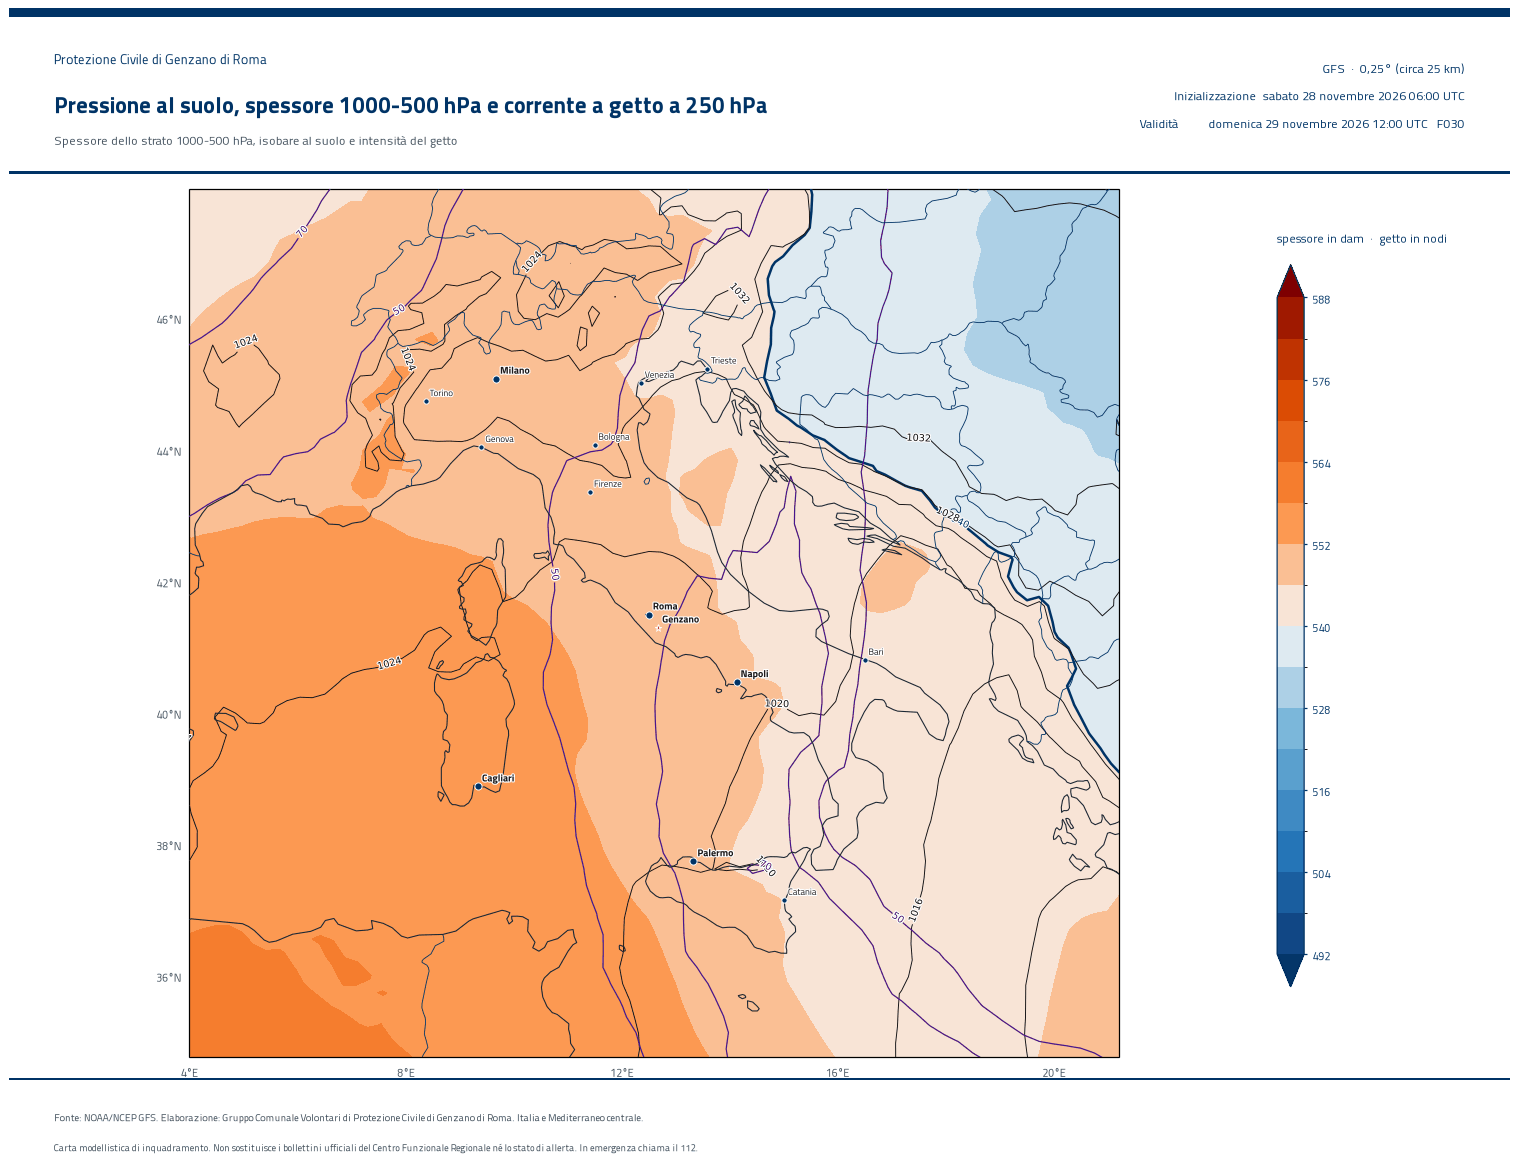 Protezione Civile di Genzano di Roma
Pressione al suolo, spessore 1000-500 hPa e corrente a getto a 250 hPa
Spessore dello strato 1000-500 hPa, isobare al suolo e intensità del getto
GFS · 0,25° (circa 25 km)
Inizializzazione sabato 28 novembre 2026 06:00 UTC
Validità domenica 29 novembre 2026 12:00 UTC F030
spessore in dam · getto in nodi
588
576
564
552
540
528
516
504
492
46°N
44°N
42°N
40°N
38°N
36°N
4°E
8°E
12°E
16°E
20°E
70
50
1024
1024
1032
1024
Trieste
Venezia
Milano
Torino
Genova
Bologna
Firenze
1032
1028
50
Roma
Genzano
1024
Bari
Napoli
1020
Cagliari
Palermo
Catania
50
1016
Fonte: NOAA/NCEP GFS. Elaborazione: Gruppo Comunale Volontari di Protezione Civile di Genzano di Roma. Italia e Mediterraneo centrale.
Carta modellistica di inquadramento. Non sostituisce i bollettini ufficiali del Centro Funzionale Regionale né lo stato di allerta. In emergenza chiama il 112.